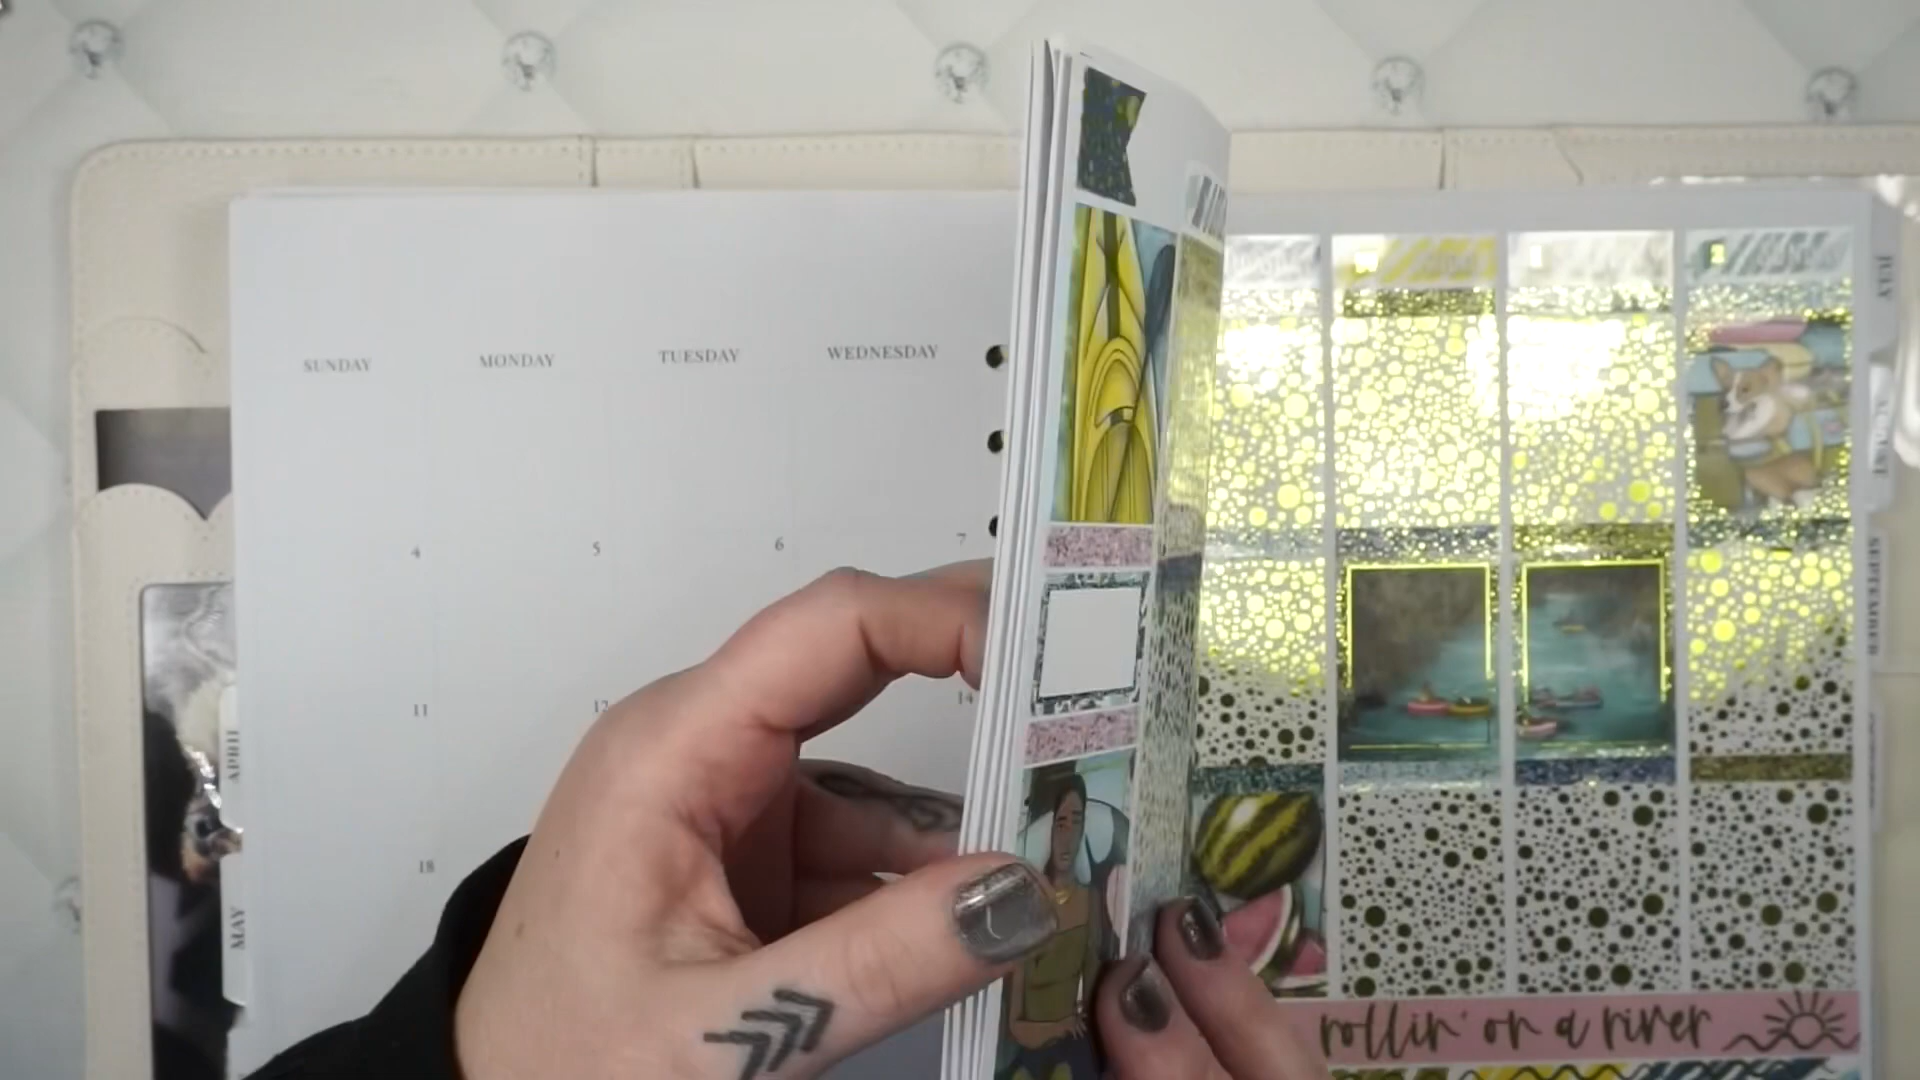 SUNDAY MONDAY TUESDAY WEDNESDAY
4 5 6 7
11 12 14
18
APRIL
MAY
JULY
AUGUST
SEPTEMBER
rollin' on a river